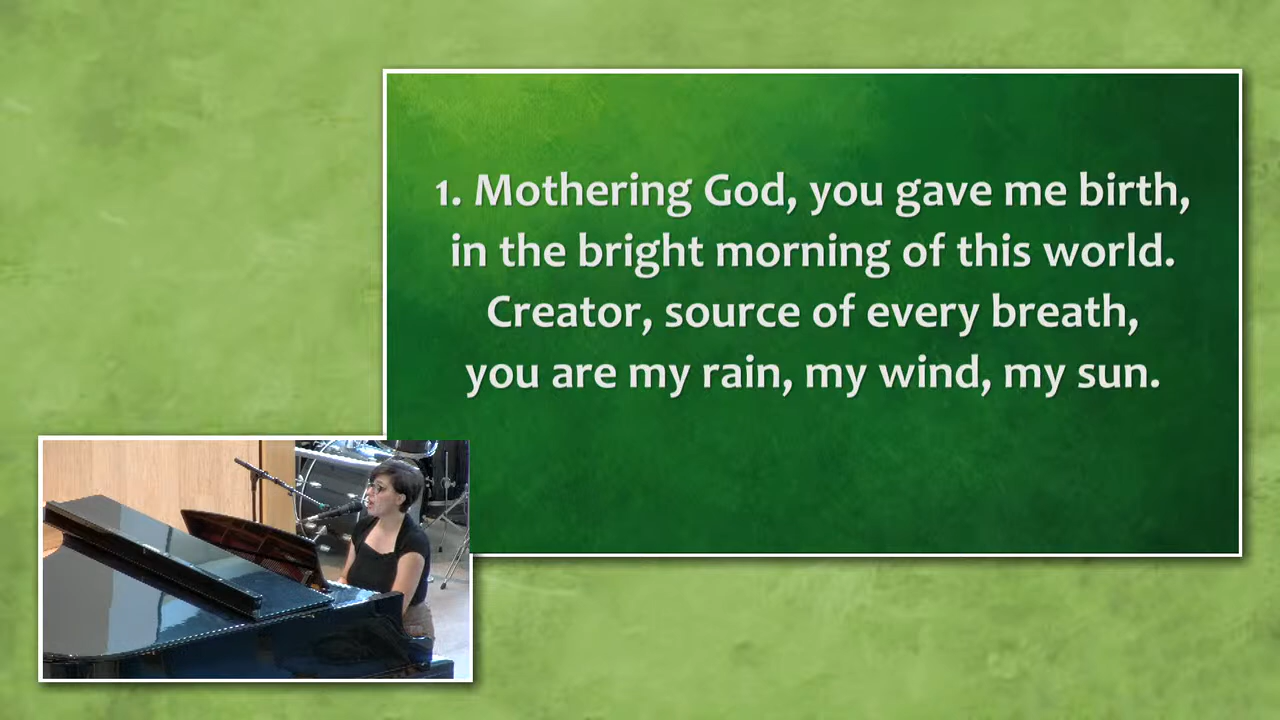 1. Mothering God, you gave me birth,
in the bright morning of this world.
Creator, source of every breath,
you are my rain, my wind, my sun.